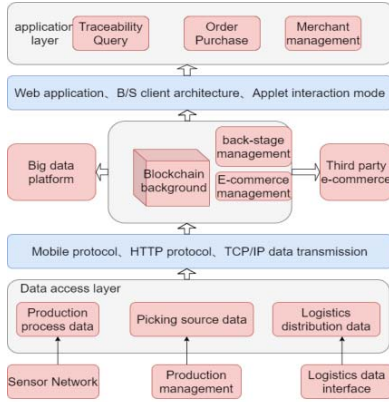 application
layer
Traceability
Query
Order
Purchase
Merchant
management
Web application、B/S client architecture、Applet interaction mode
Big data
platform
Blockchain
background
back-stage
management
E-commerce
management
Third party
e-commerce
Mobile protocol、HTTP protocol、TCP/IP data transmission
Data access layer
Production
process data
Picking source data
Logistics
distribution data
Sensor Network
Production
management
Logistics data
interface